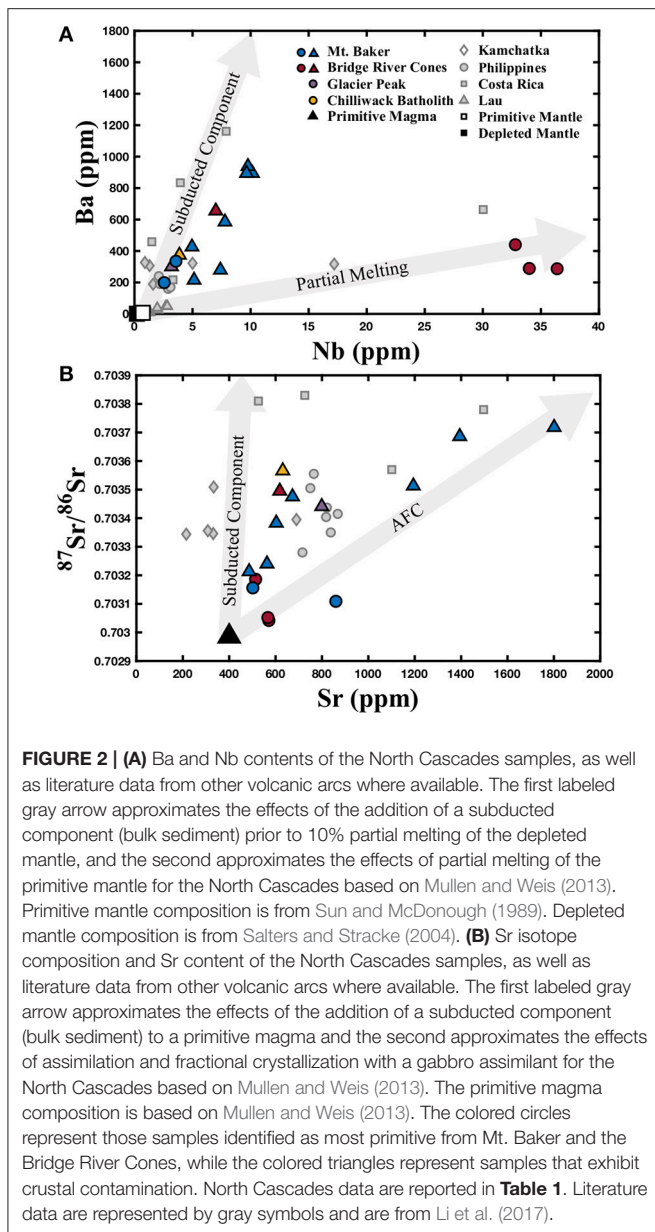 A
1800
1600
1400
1200
1000
800
600
400
200
0
Ba (ppm)
Subducted Component
Partial Melting
Mt. Baker
Bridge River Cones
Glacier Peak
Chilliwack Batholith
Primitive Magma
Kamchatka
Philippines
Costa Rica
Lau
Primitive Mantle
Depleted Mantle
0 5 10 15 20 25 30 35 40
Nb (ppm)
B
0.7039
0.7038
0.7037
0.7036
0.7035
0.7034
0.7033
0.7032
0.7031
0.703
0.7029
87Sr/86Sr
Subducted Component
AFC
0 200 400 600 800 1000 1200 1400 1600 1800 2000
Sr (ppm)
FIGURE 2 | (A) Ba and Nb contents of the North Cascades samples, as well
as literature data from other volcanic arcs where available. The first labeled
gray arrow approximates the effects of the addition of a subducted
component (bulk sediment) prior to 10% partial melting of the depleted
mantle, and the second approximates the effects of partial melting of the
primitive mantle for the North Cascades based on Mullen and Weis (2013).
Primitive mantle composition is from Sun and McDonough (1989). Depleted
mantle composition is from Salters and Stracke (2004). (B) Sr isotope
composition and Sr content of the North Cascades samples, as well as
literature data from other volcanic arcs where available. The first labeled gray
arrow approximates the effects of the addition of a subducted component
(bulk sediment) to a primitive magma and the second approximates the effects
of assimilation and fractional crystallization with a gabbro assimilant for the
North Cascades based on Mullen and Weis (2013). The primitive magma
composition is based on Mullen and Weis (2013). The colored circles
represent those samples identified as most primitive from Mt. Baker and the
Bridge River Cones, while the colored triangles represent samples that exhibit
crustal contamination. North Cascades data are reported in Table 1. Literature
data are represented by gray symbols and are from Li et al. (2017).